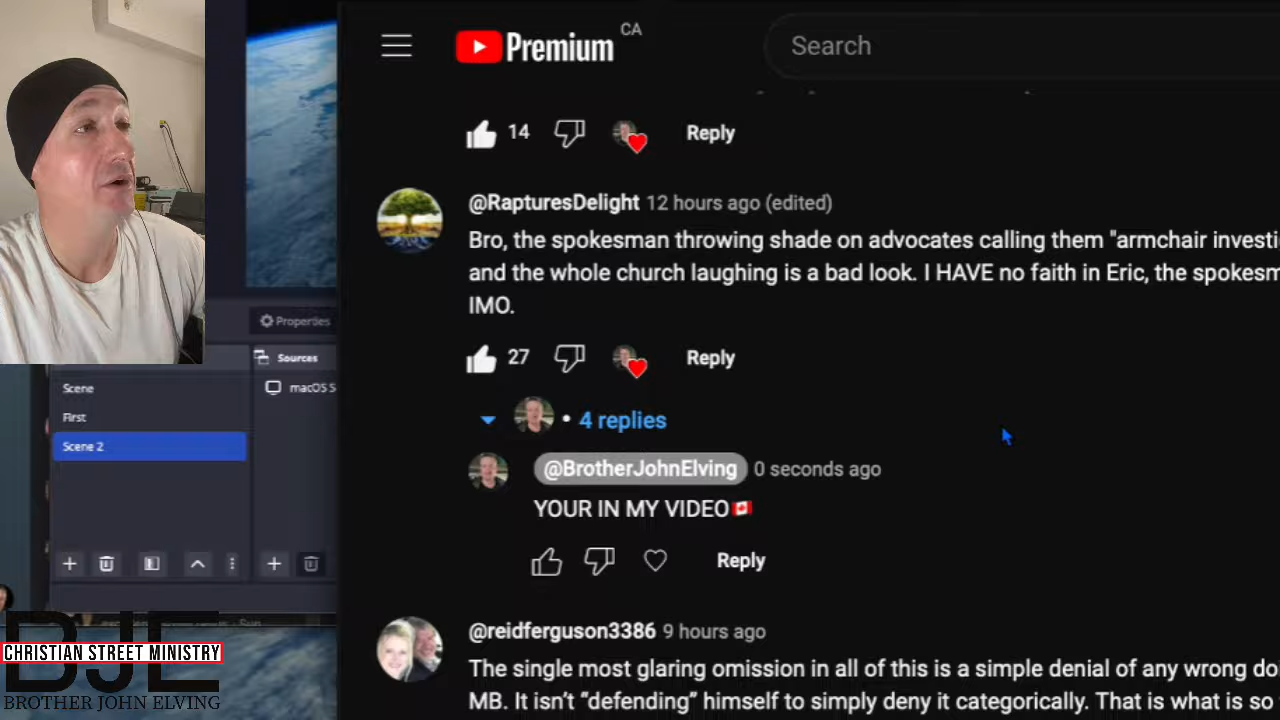 Premium CA
Search
14 Reply
@RapturesDelight 12 hours ago (edited)
Bro, the spokesman throwing shade on advocates calling them "armchair investi
and the whole church laughing is a bad look. I HAVE no faith in Eric, the spokesm
IMO.
27 Reply
• 4 replies
@BrotherJohnElving 0 seconds ago
YOUR IN MY VIDEO🇨🇦
Reply
@reidferguson3386 9 hours ago
The single most glaring omission in all of this is a simple denial of any wrong do
MB. It isn't “defending” himself to simply deny it categorically. That is what is so
Properties
Sources
Scene
macOS S
First
Scene 2
BJE
CHRISTIAN STREET MINISTRY
BROTHER JOHN ELVING